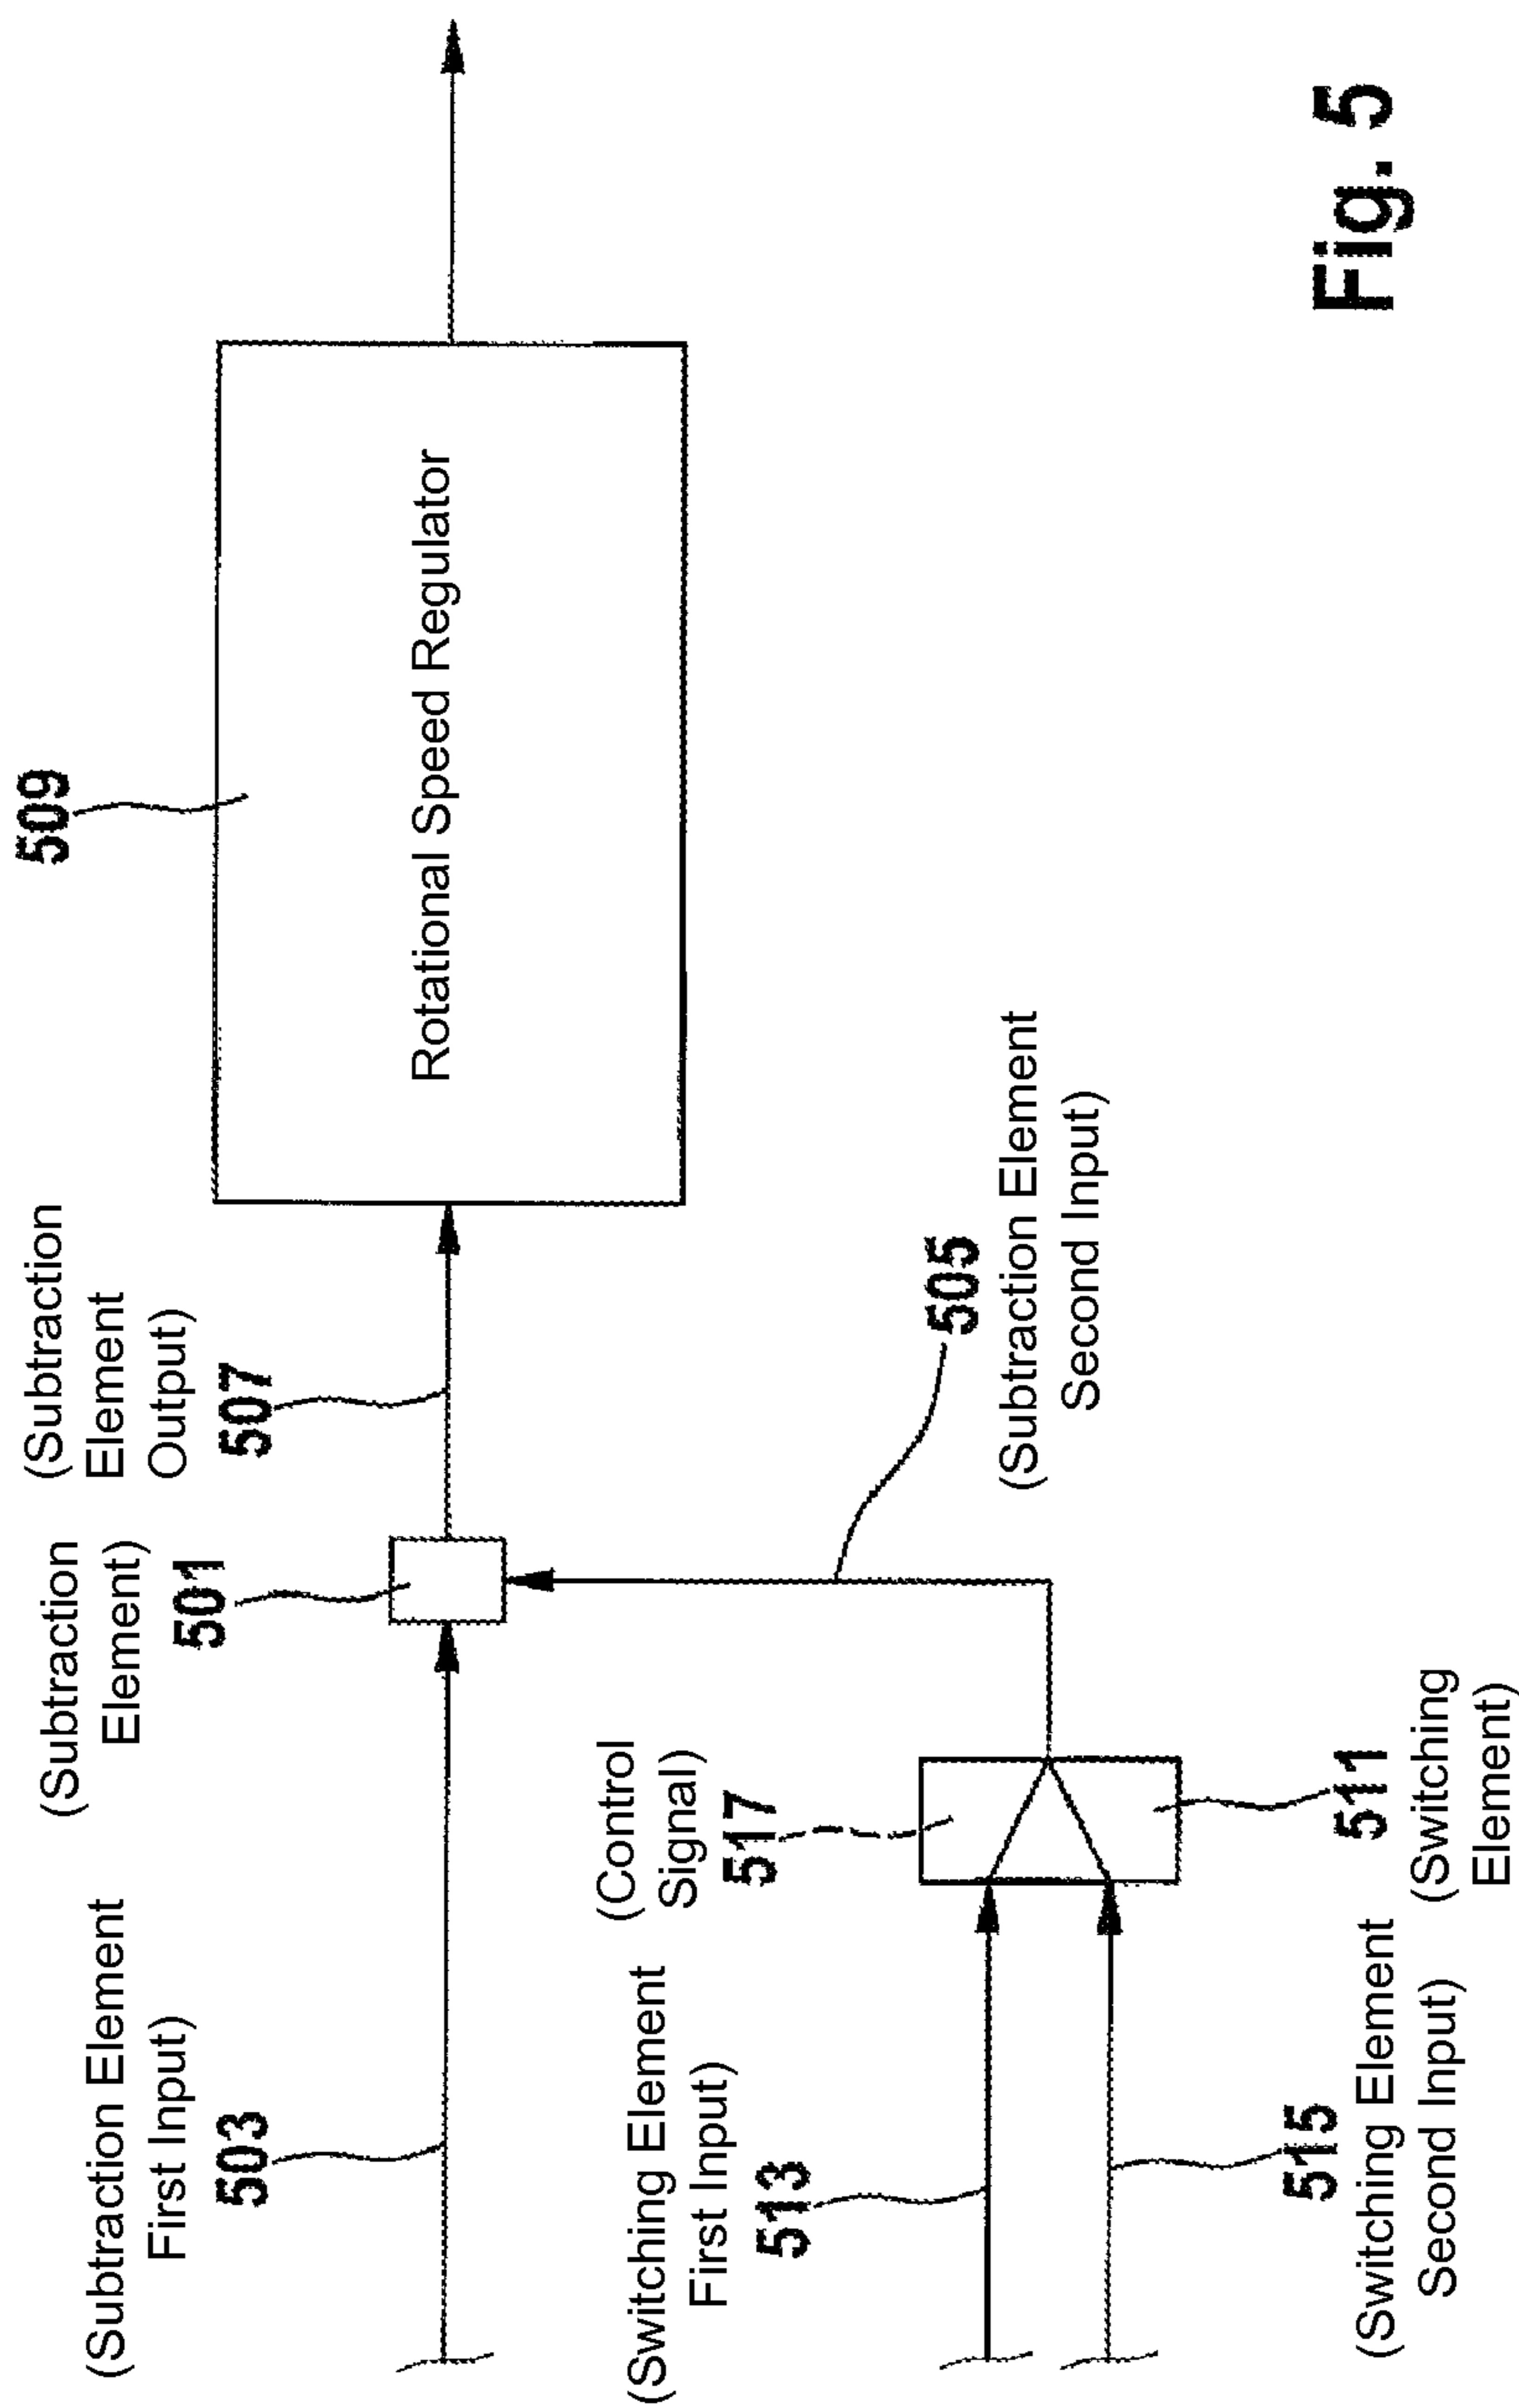 509
Rotational Speed Regulator
(Subtraction
Element
Output)
507
(Subtraction
Element)
501
505
(Subtraction Element
Second Input)
(Subtraction Element
First Input)
503
(Control
Signal)
517
(Switching Element
First Input)
513
511
(Switching
Element)
515
(Switching Element
Second Input)
Fig. 5